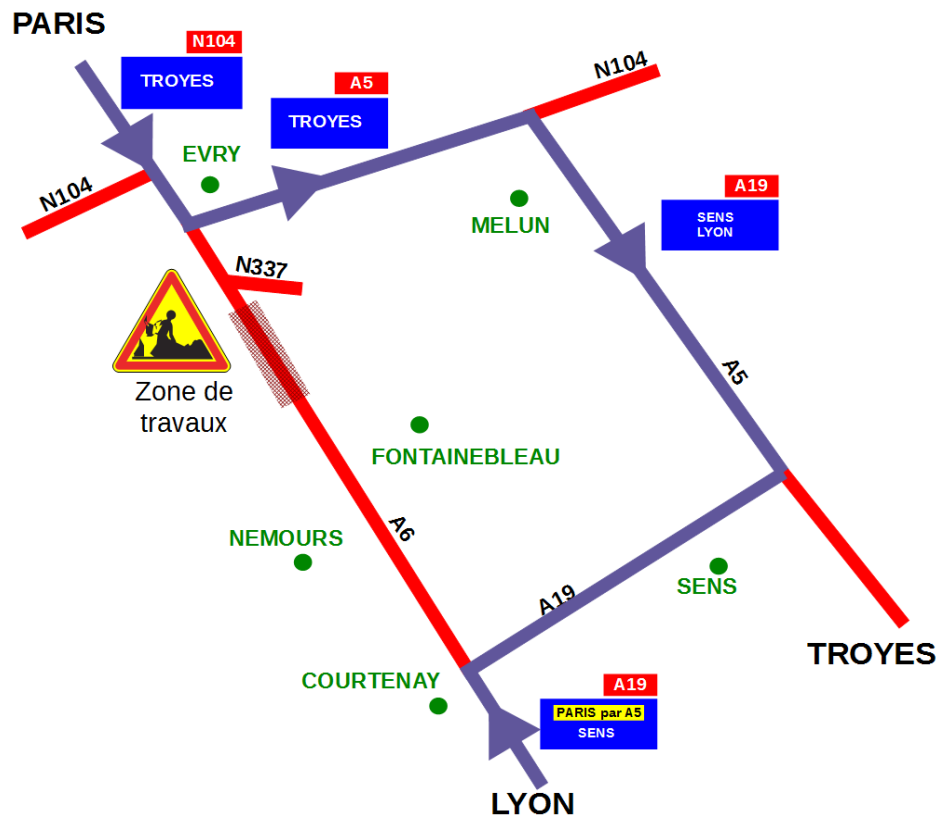 PARIS
N104
TROYES
A5
TROYES
N104
EVRY
N104
MELUN
A19
SENS
LYON
N337
Zone de
travaux
A5
FONTAINEBLEAU
A6
NEMOURS
A19
SENS
TROYES
COURTENAY
A19
PARIS par A5
SENS
LYON